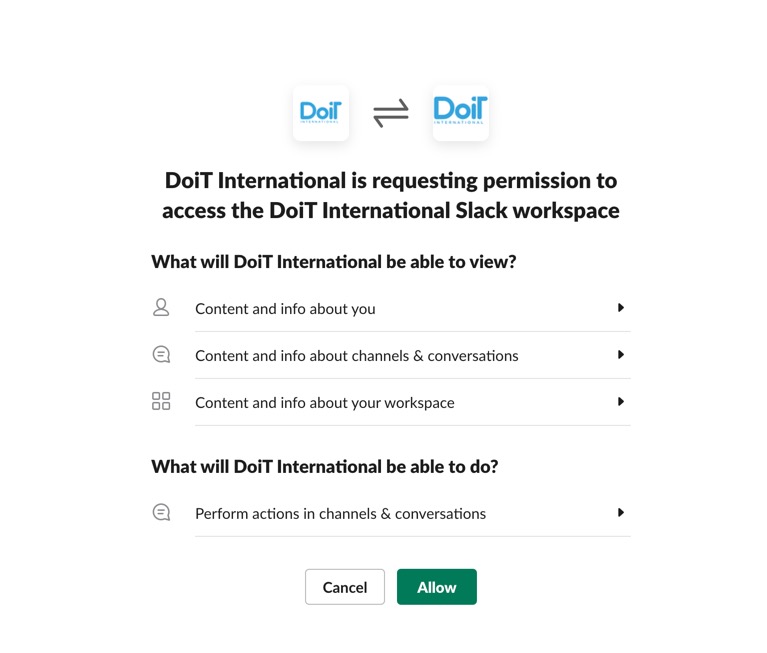 DoiT
INTERNATIONAL
DoiT
INTERNATIONAL
DoiT International is requesting permission to
access the DoiT International Slack workspace
What will DoiT International be able to view?
Content and info about you
Content and info about channels & conversations
Content and info about your workspace
What will DoiT International be able to do?
Perform actions in channels & conversations
Cancel
Allow